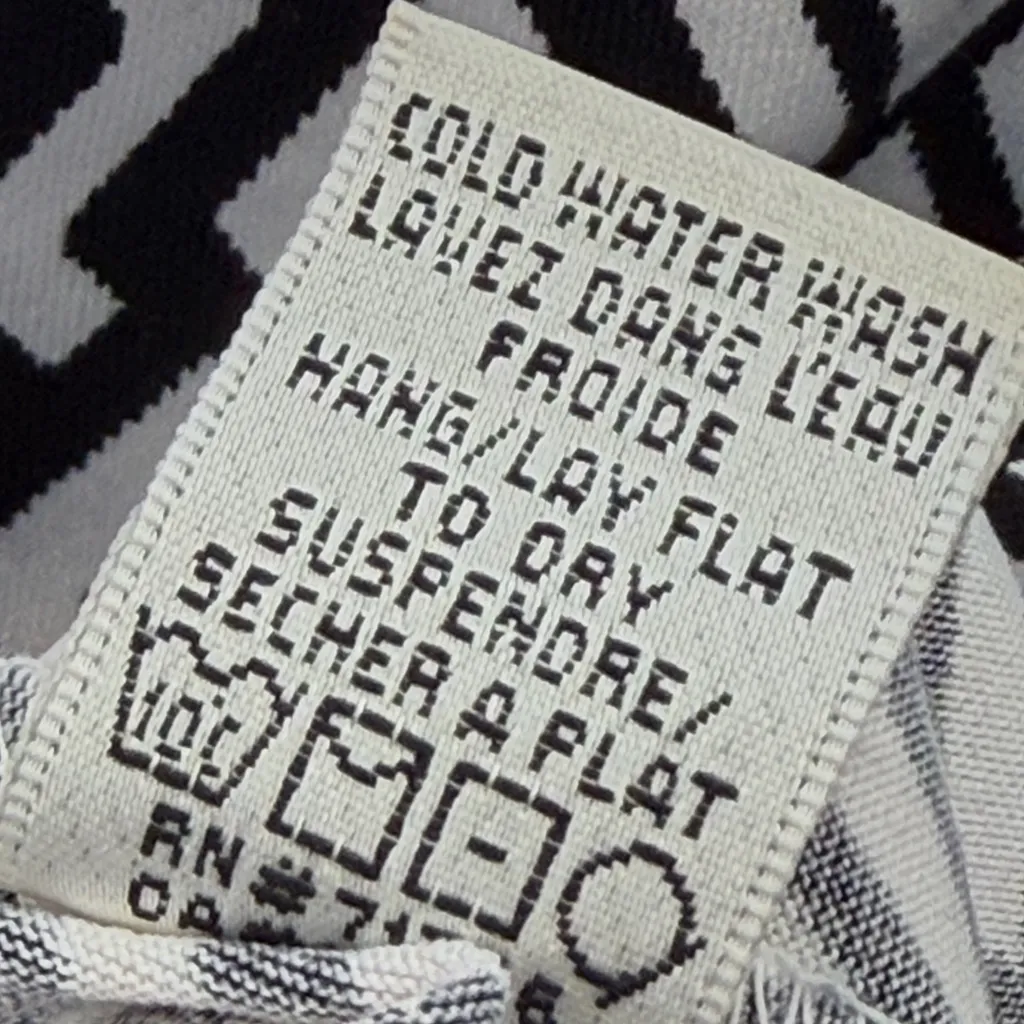 COLD WATER WASH
LAVEZ DANS L'EAU
FROIDE
HANG/LAY FLAT
TO DRY
SUSPENDRE/
SECHER A PLAT
RN #